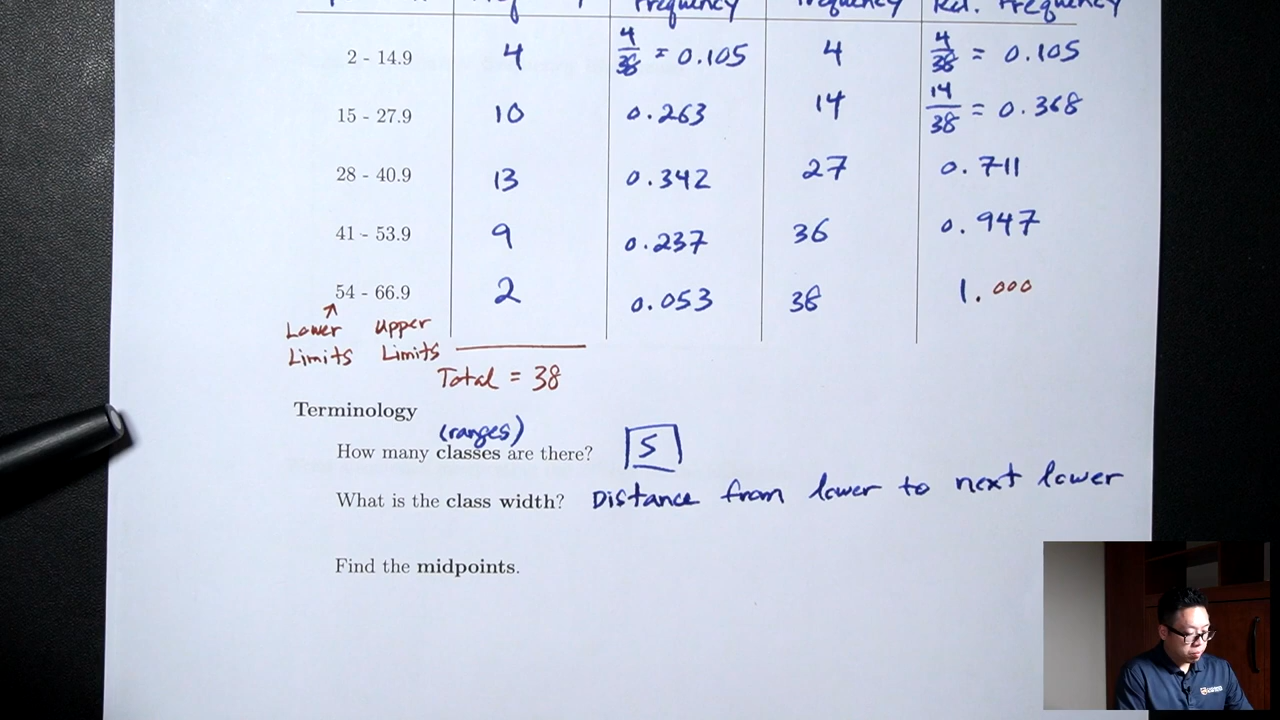 Frequency Frequency Rel. Frequency
2 - 14.9 4 4/38 = 0.105 4 4/38 = 0.105
15 - 27.9 10 0.263 14 14/38 = 0.368
28 - 40.9 13 0.342 27 0.711
41 - 53.9 9 0.237 36 0.947
54 - 66.9 2 0.053 38 1.000
Lower Upper
Limits Limits
Total = 38
Terminology
(ranges)
How many classes are there? 5
What is the class width? Distance from lower to next lower
Find the midpoints.